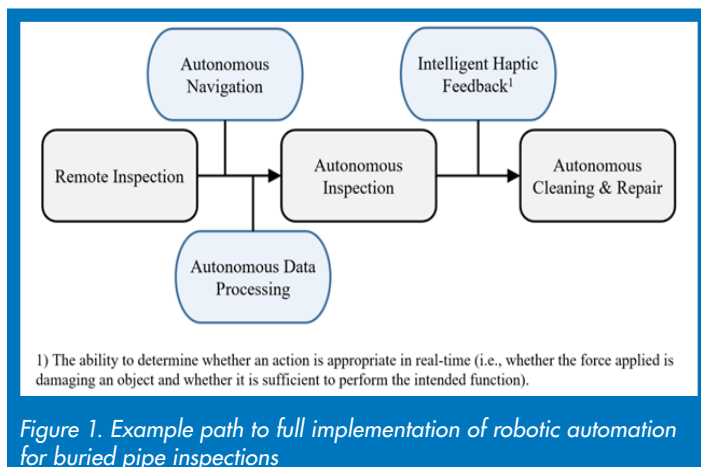 Autonomous
Navigation
Intelligent Haptic
Feedback¹
Remote Inspection
Autonomous
Inspection
Autonomous
Cleaning & Repair
Autonomous Data
Processing
1) The ability to determine whether an action is appropriate in real-time (i.e., whether the force applied is
damaging an object and whether it is sufficient to perform the intended function).
Figure 1. Example path to full implementation of robotic automation
for buried pipe inspections